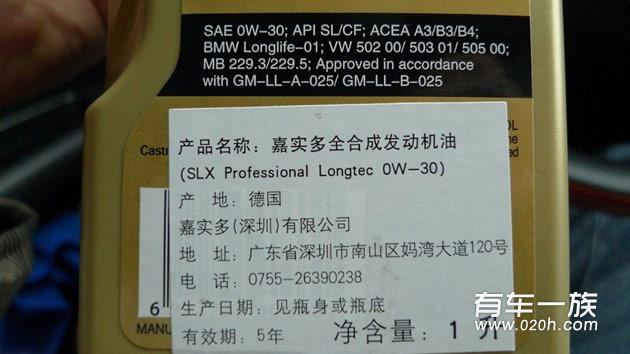 SAE 0W-30; API SL/CF; ACEA A3/B3/B4;
BMW Longlife-01; VW 502 00/ 503 01/ 505 00;
MB 229.3/229.5; Approved in accordance
with GM-LL-A-025/ GM-LL-B-025
产品名称：嘉实多全合成发动机油
(SLX Professional Longtec 0W-30)
产 地：德国
嘉实多(深圳)有限公司
地 址：广东省深圳市南山区妈湾大道120号
电 话：0755-26390238
生产日期：见瓶身或瓶底
有效期：5年 净含量：1 升
6
有车一族
www.020h.com